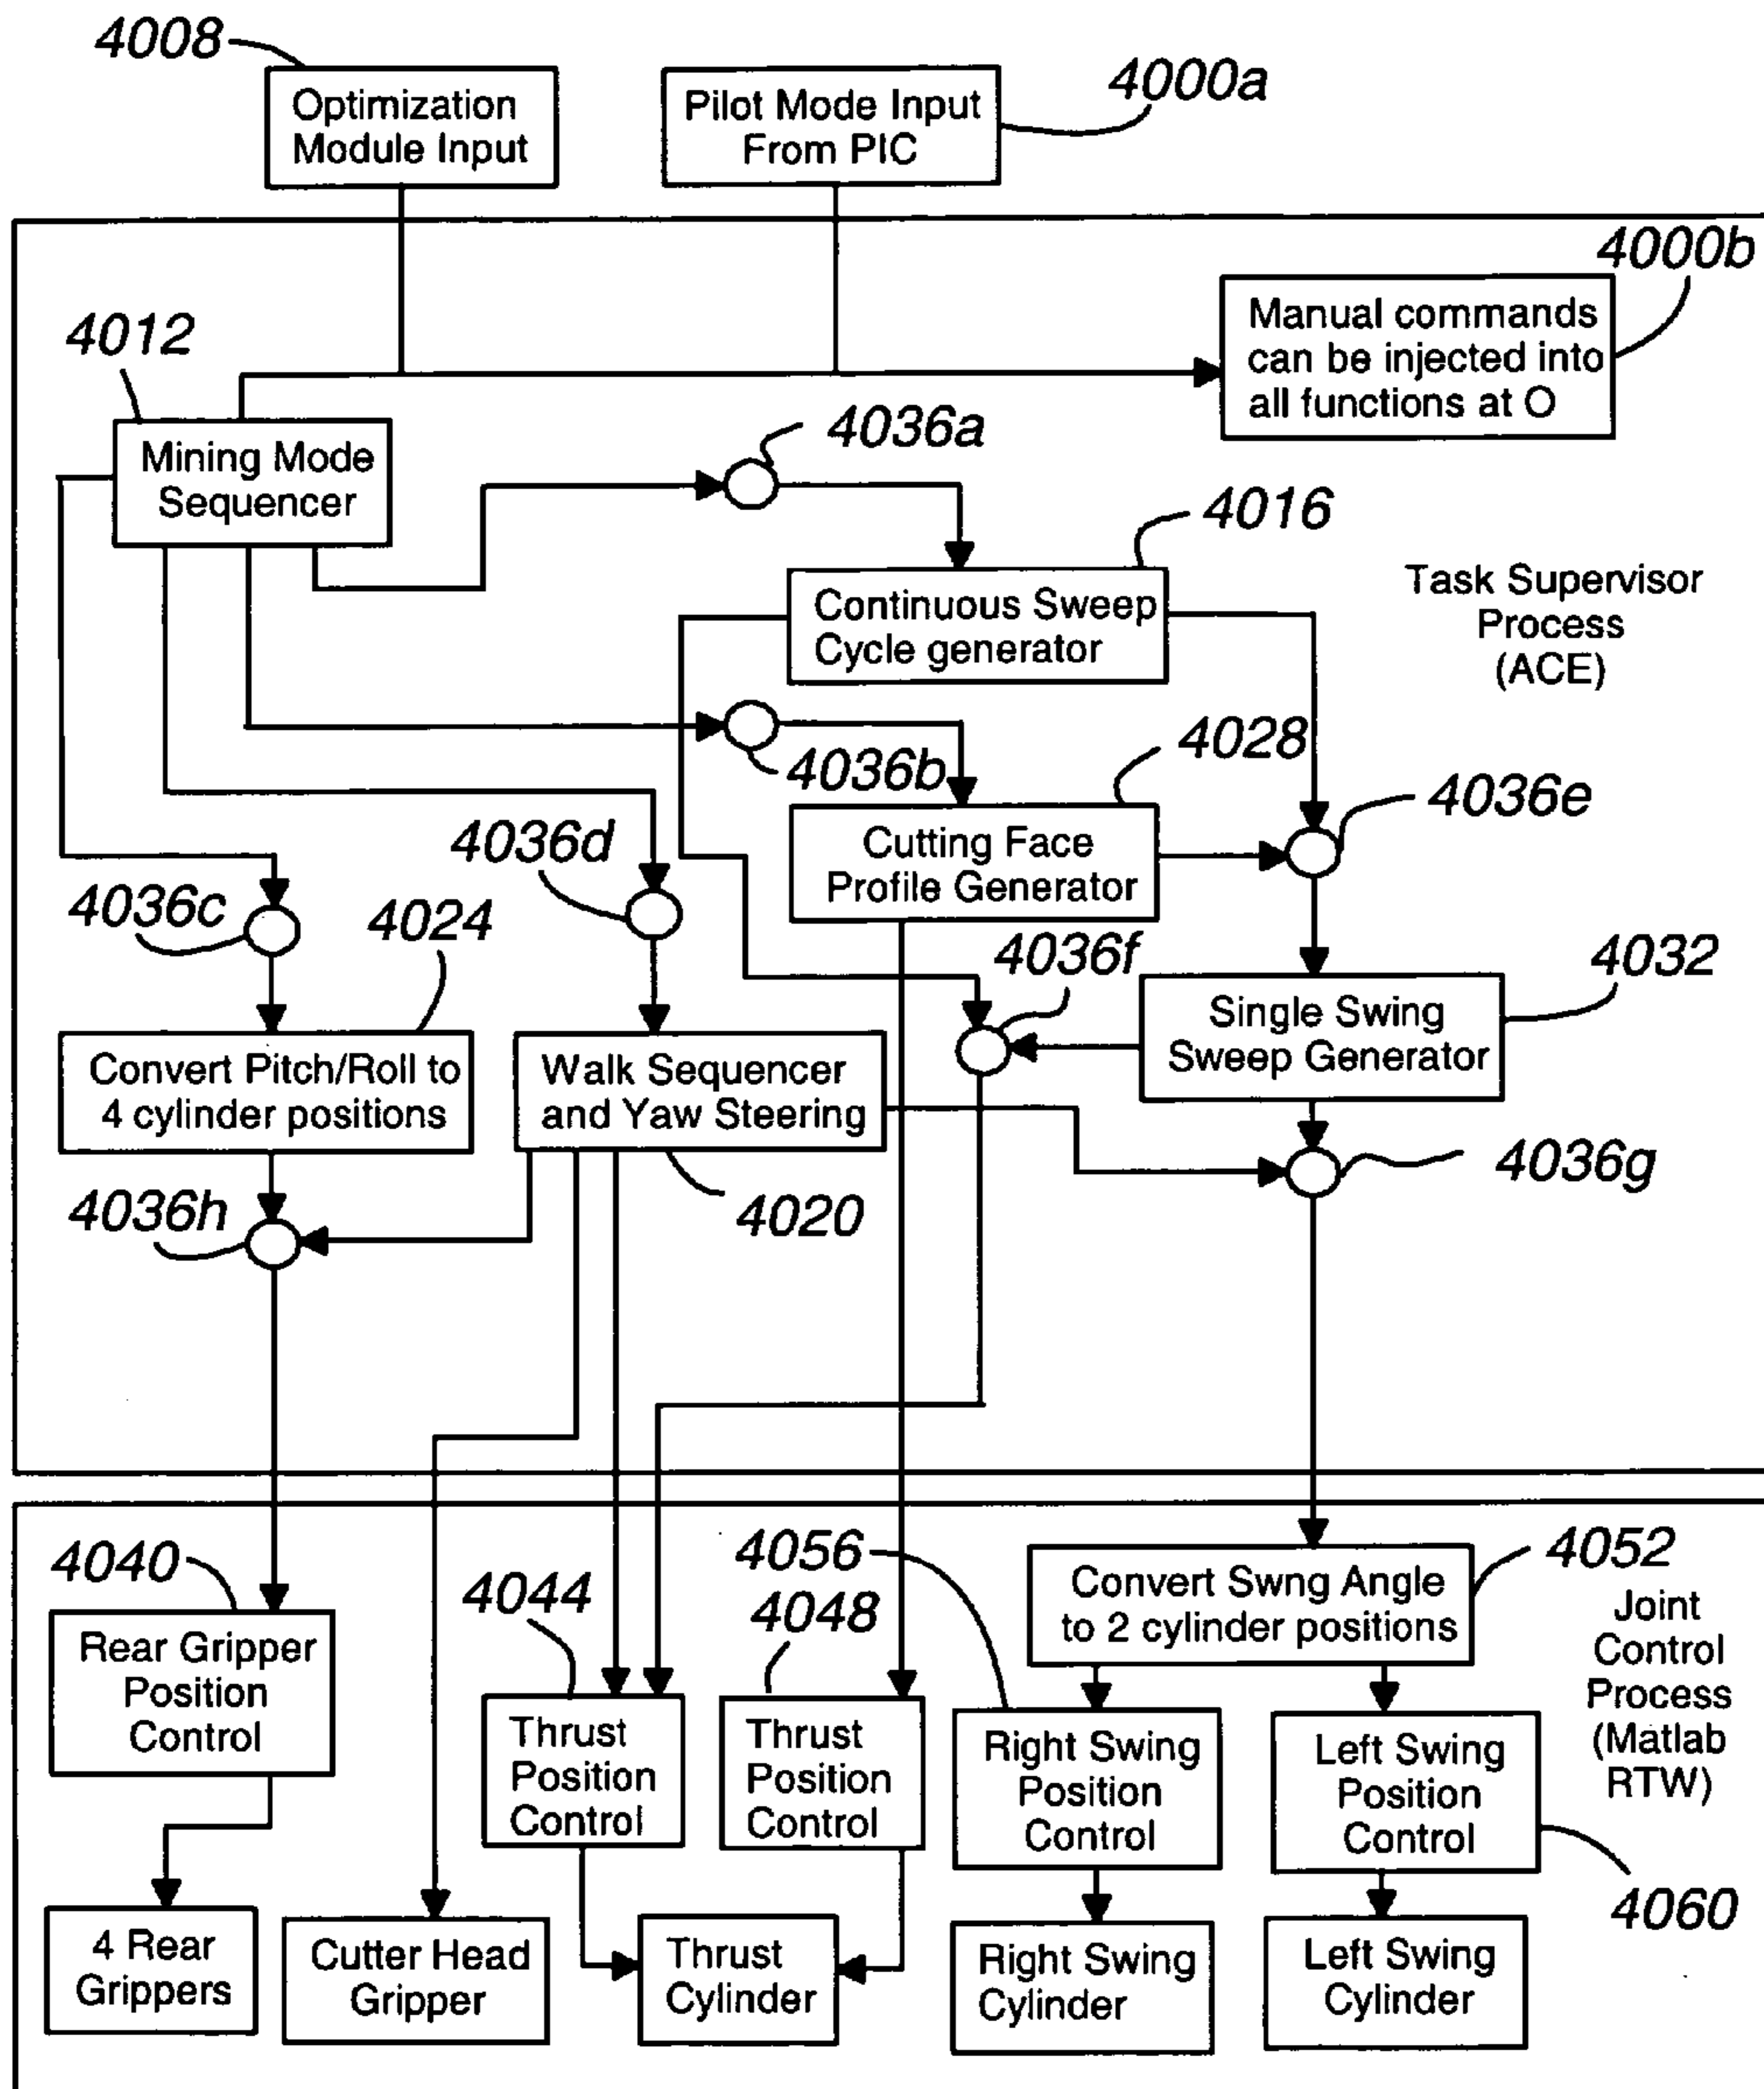 4008
Optimization
Module Input
Pilot Mode Input
From PIC
4000a
4000b
Manual commands
can be injected into
all functions at O
4012
Mining Mode
Sequencer
4036a
4016
Continuous Sweep
Cycle generator
Task Supervisor
Process
(ACE)
4036b
4028
Cutting Face
Profile Generator
4036e
4036d
4036c
4024
4036f
4032
Single Swing
Sweep Generator
Convert Pitch/Roll to
4 cylinder positions
Walk Sequencer
and Yaw Steering
4036g
4020
4036h
4040
Rear Gripper
Position
Control
4044
Thrust
Position
Control
4048
Thrust
Position
Control
4056
Right Swing
Position
Control
4052
Convert Swng Angle
to 2 cylinder positions
Joint
Control
Process
(Matlab
RTW)
Left Swing
Position
Control
4060
4 Rear
Grippers
Cutter Head
Gripper
Thrust
Cylinder
Right Swing
Cylinder
Left Swing
Cylinder